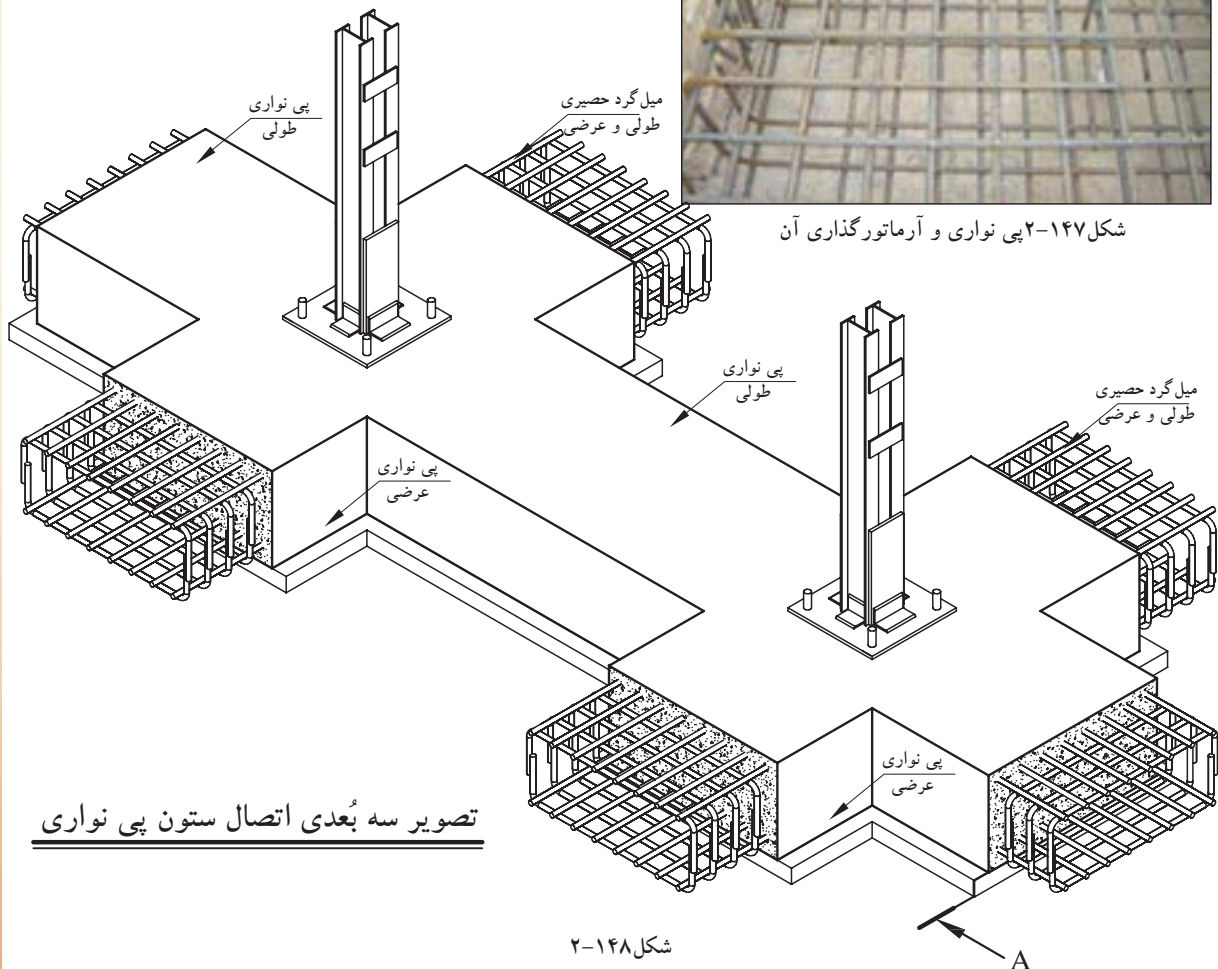 پی نواری
طولی
میل‌گرد حصیری
طولی و عرضی
شکل۱۴۷-۲پی نواری و آرماتورگذاری آن
پی نواری
طولی
میل‌گرد حصیری
طولی و عرضی
پی نواری
عرضی
پی نواری
عرضی
تصویر سه بُعدی اتصال ستون پی نواری
شکل۱۴۸-۲
A